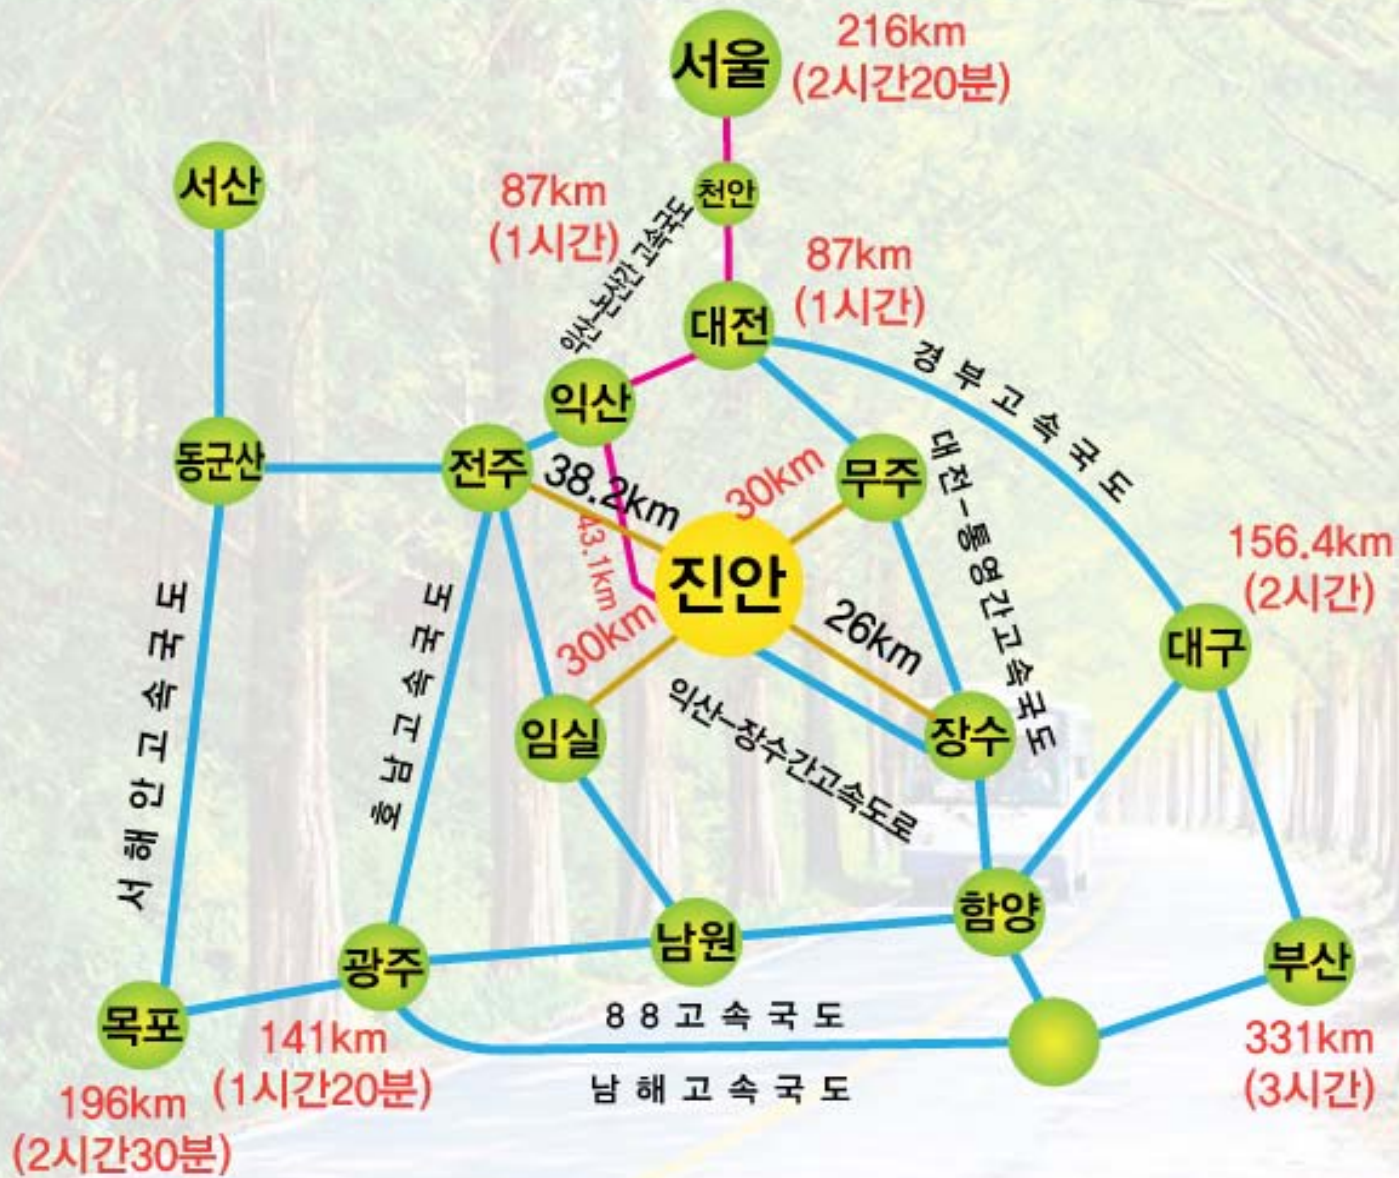 서울
216km
(2시간20분)
서산
천안
87km
(1시간)
익산-논산간 고속국도
대전
87km
(1시간)
경부고속국도
익산
동군산
전주
38.2km
30km
무주
대전-통영간고속국도
43.1km
진안
156.4km
(2시간)
대구
30km
26km
서해안고속국도
호남고속국도
임실
익산-장수간고속도로
장수
함양
남원
광주
부산
목포
88고속국도
141km
(1시간20분)
남해고속국도
331km
(3시간)
196km
(2시간30분)